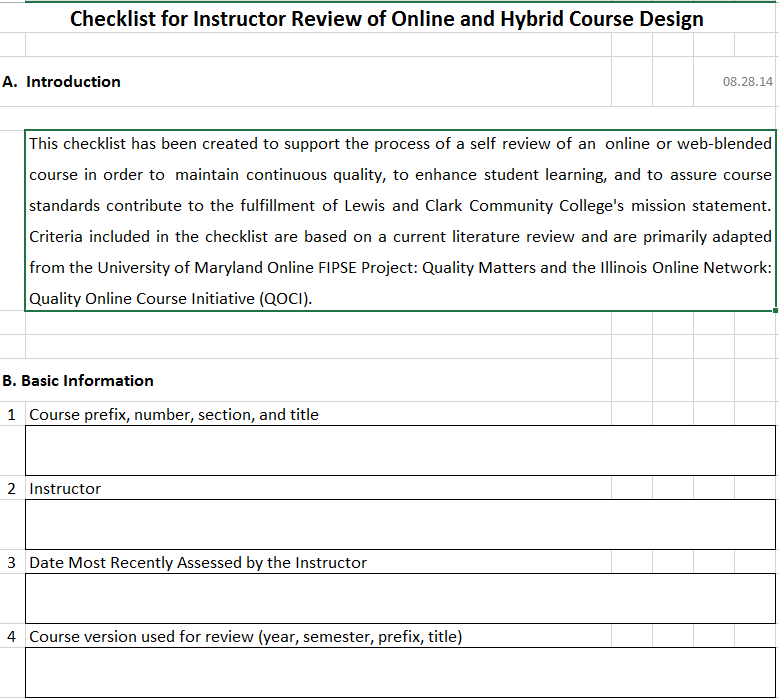 Checklist for Instructor Review of Online and Hybrid Course Design
A. Introduction
08.28.14
This checklist has been created to support the process of a self review of an online or web-blended
course in order to maintain continuous quality, to enhance student learning, and to assure course
standards contribute to the fulfillment of Lewis and Clark Community College's mission statement.
Criteria included in the checklist are based on a current literature review and are primarily adapted
from the University of Maryland Online FIPSE Project: Quality Matters and the Illinois Online Network:
Quality Online Course Initiative (QOCI).
B. Basic Information
1 Course prefix, number, section, and title
2 Instructor
3 Date Most Recently Assessed by the Instructor
4 Course version used for review (year, semester, prefix, title)